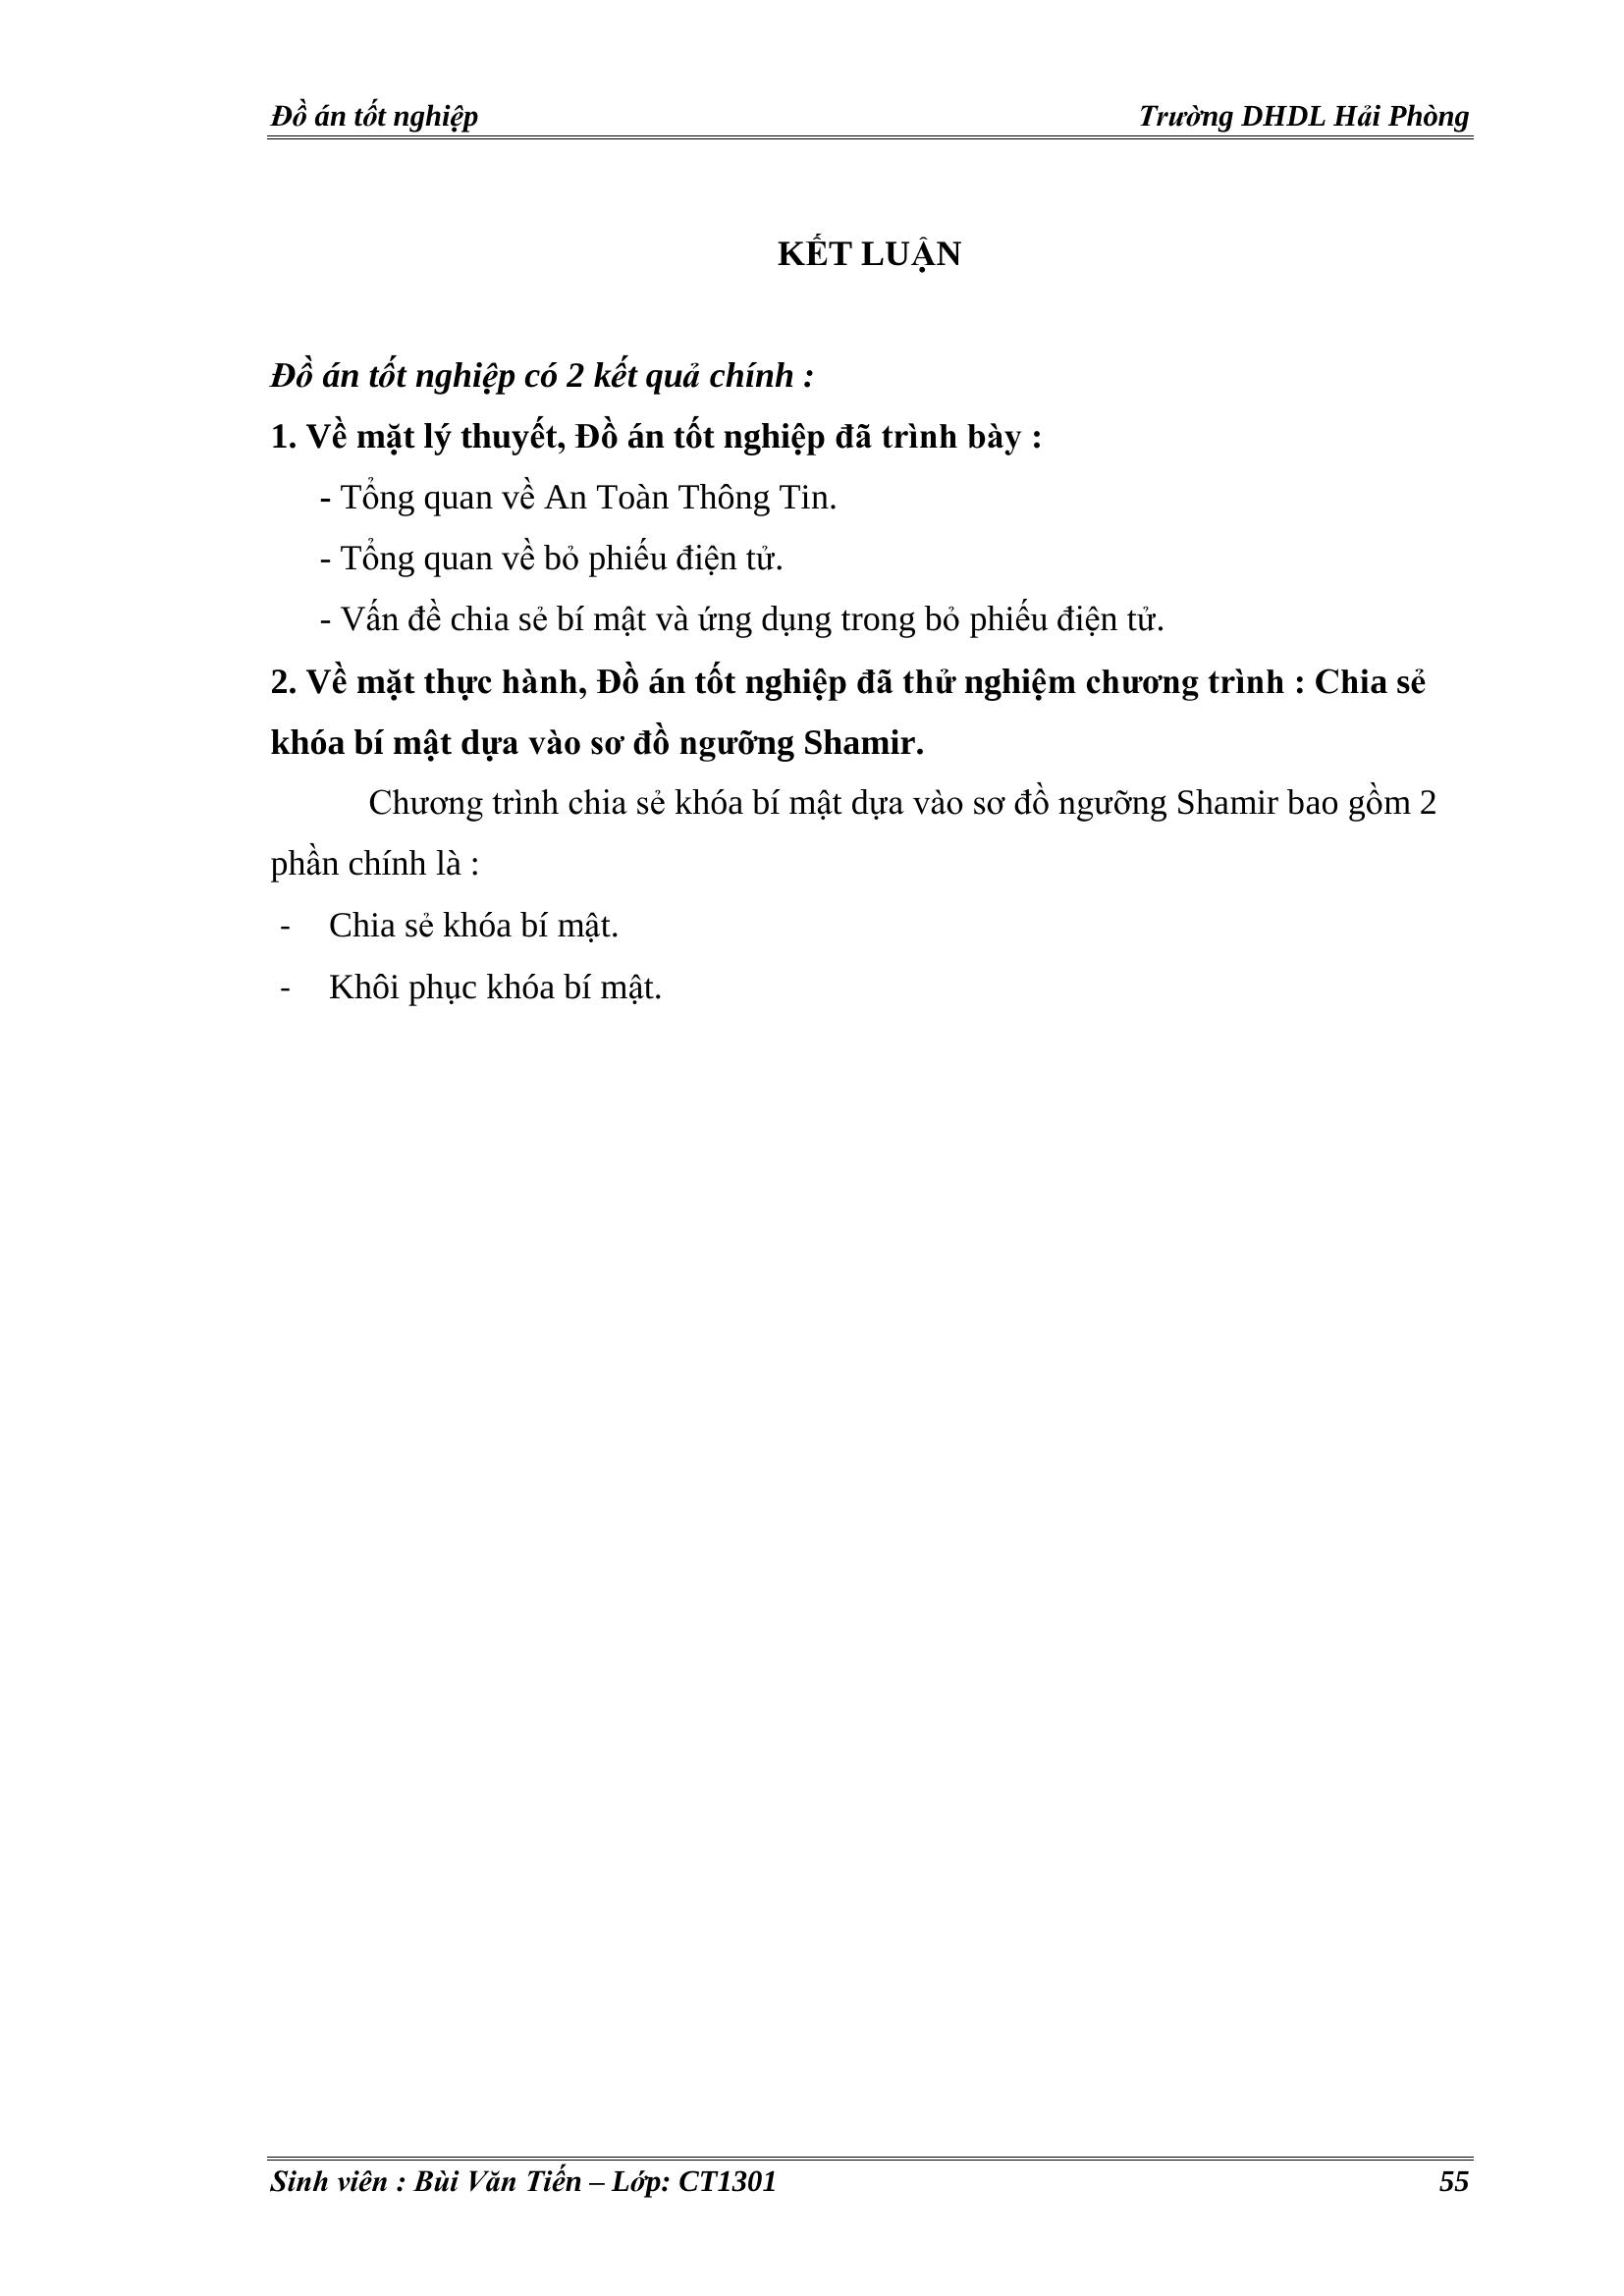 Đồ án tốt nghiệp Trường DHDL Hải Phòng
KẾT LUẬN
Đồ án tốt nghiệp có 2 kết quả chính :
1. Về mặt lý thuyết, Đồ án tốt nghiệp đã trình bày :
- Tổng quan về An Toàn Thông Tin.
- Tổng quan về bỏ phiếu điện tử.
- Vấn đề chia sẻ bí mật và ứng dụng trong bỏ phiếu điện tử.
2. Về mặt thực hành, Đồ án tốt nghiệp đã thử nghiệm chương trình : Chia sẻ
khóa bí mật dựa vào sơ đồ ngưỡng Shamir.
Chương trình chia sẻ khóa bí mật dựa vào sơ đồ ngưỡng Shamir bao gồm 2
phần chính là :
- Chia sẻ khóa bí mật.
- Khôi phục khóa bí mật.
Sinh viên : Bùi Văn Tiến – Lớp: CT1301 55